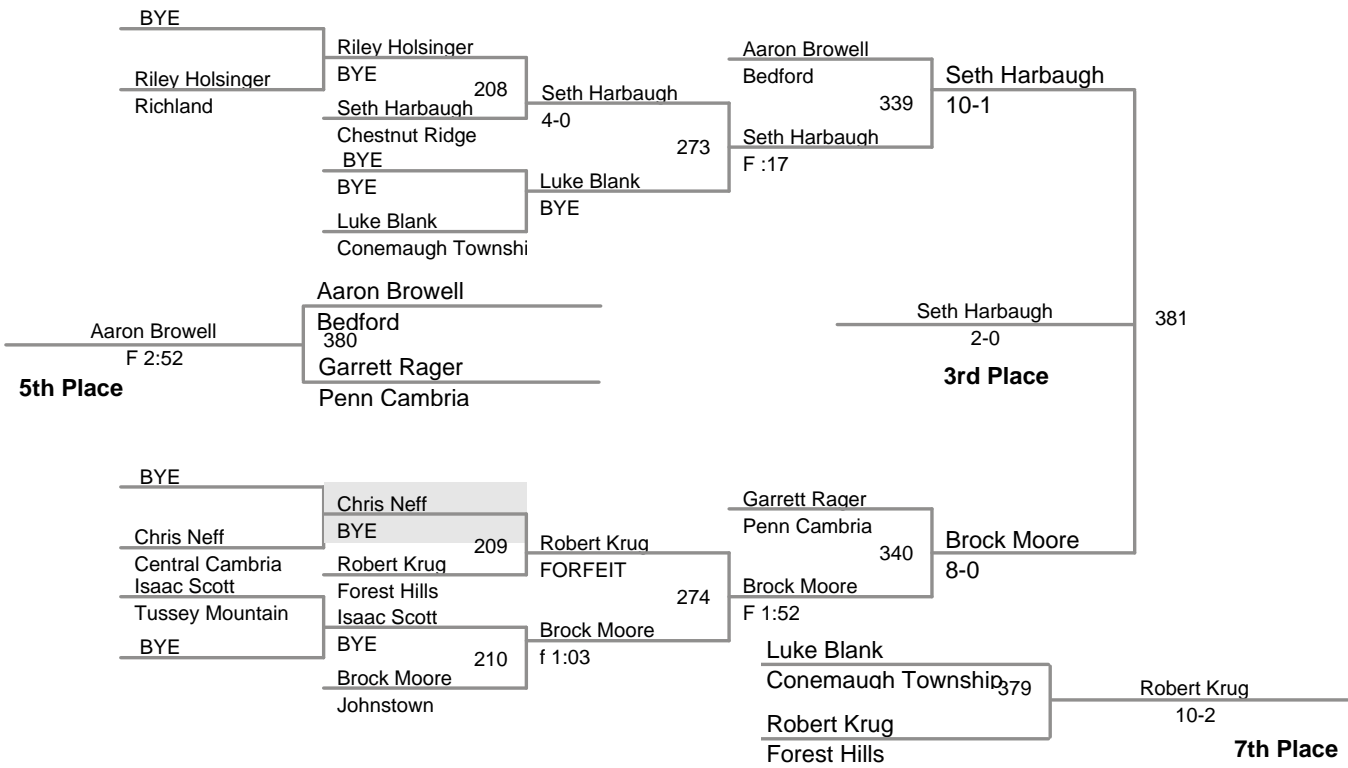 BYE
Riley Holsinger
Richland
Riley Holsinger
BYE
208
Seth Harbaugh
Chestnut Ridge
BYE
BYE
Luke Blank
Conemaugh Townshi
Seth Harbaugh
4-0
273
Luke Blank
BYE
Aaron Browell
Bedford
339
Seth Harbaugh
F :17
Seth Harbaugh
10-1
Aaron Browell
F 2:52
5th Place
Aaron Browell
Bedford
380
Garrett Rager
Penn Cambria
Seth Harbaugh
2-0
3rd Place
381
BYE
Chris Neff
Central Cambria
Isaac Scott
Tussey Mountain
BYE
Chris Neff
BYE
209
Robert Krug
Forest Hills
Isaac Scott
BYE
210
Brock Moore
Johnstown
Robert Krug
FORFEIT
274
Brock Moore
f 1:03
Garrett Rager
Penn Cambria
340
Brock Moore
F 1:52
Brock Moore
8-0
Luke Blank
Conemaugh Township
379
Robert Krug
Forest Hills
Robert Krug
10-2
7th Place